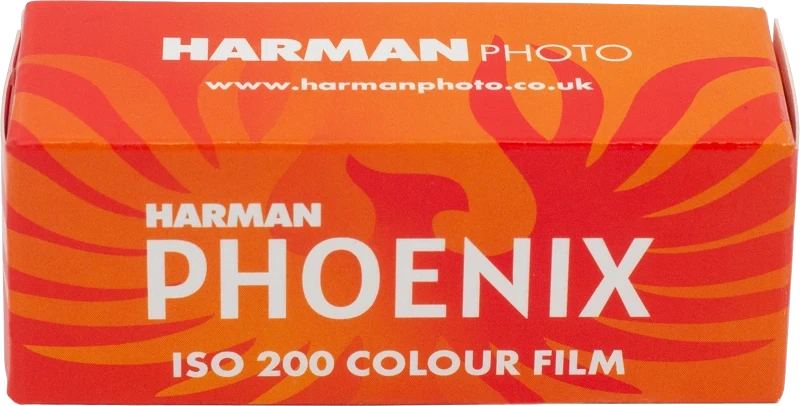 HARMAN PHOTO
www.harmanphoto.co.uk
HARMAN
PHOENIX
ISO 200 COLOUR FILM